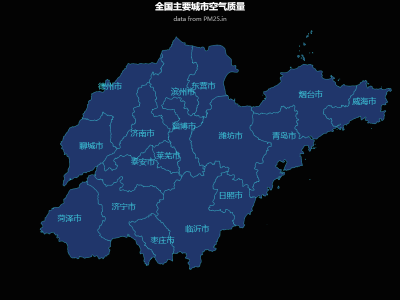 全国主要城市空气质量
data from PM25.in
德州市
滨州市
东营市
烟台市
威海市
聊城市
济南市
淄博市
潍坊市
青岛市
泰安市
莱芜市
菏泽市
济宁市
日照市
临沂市
枣庄市